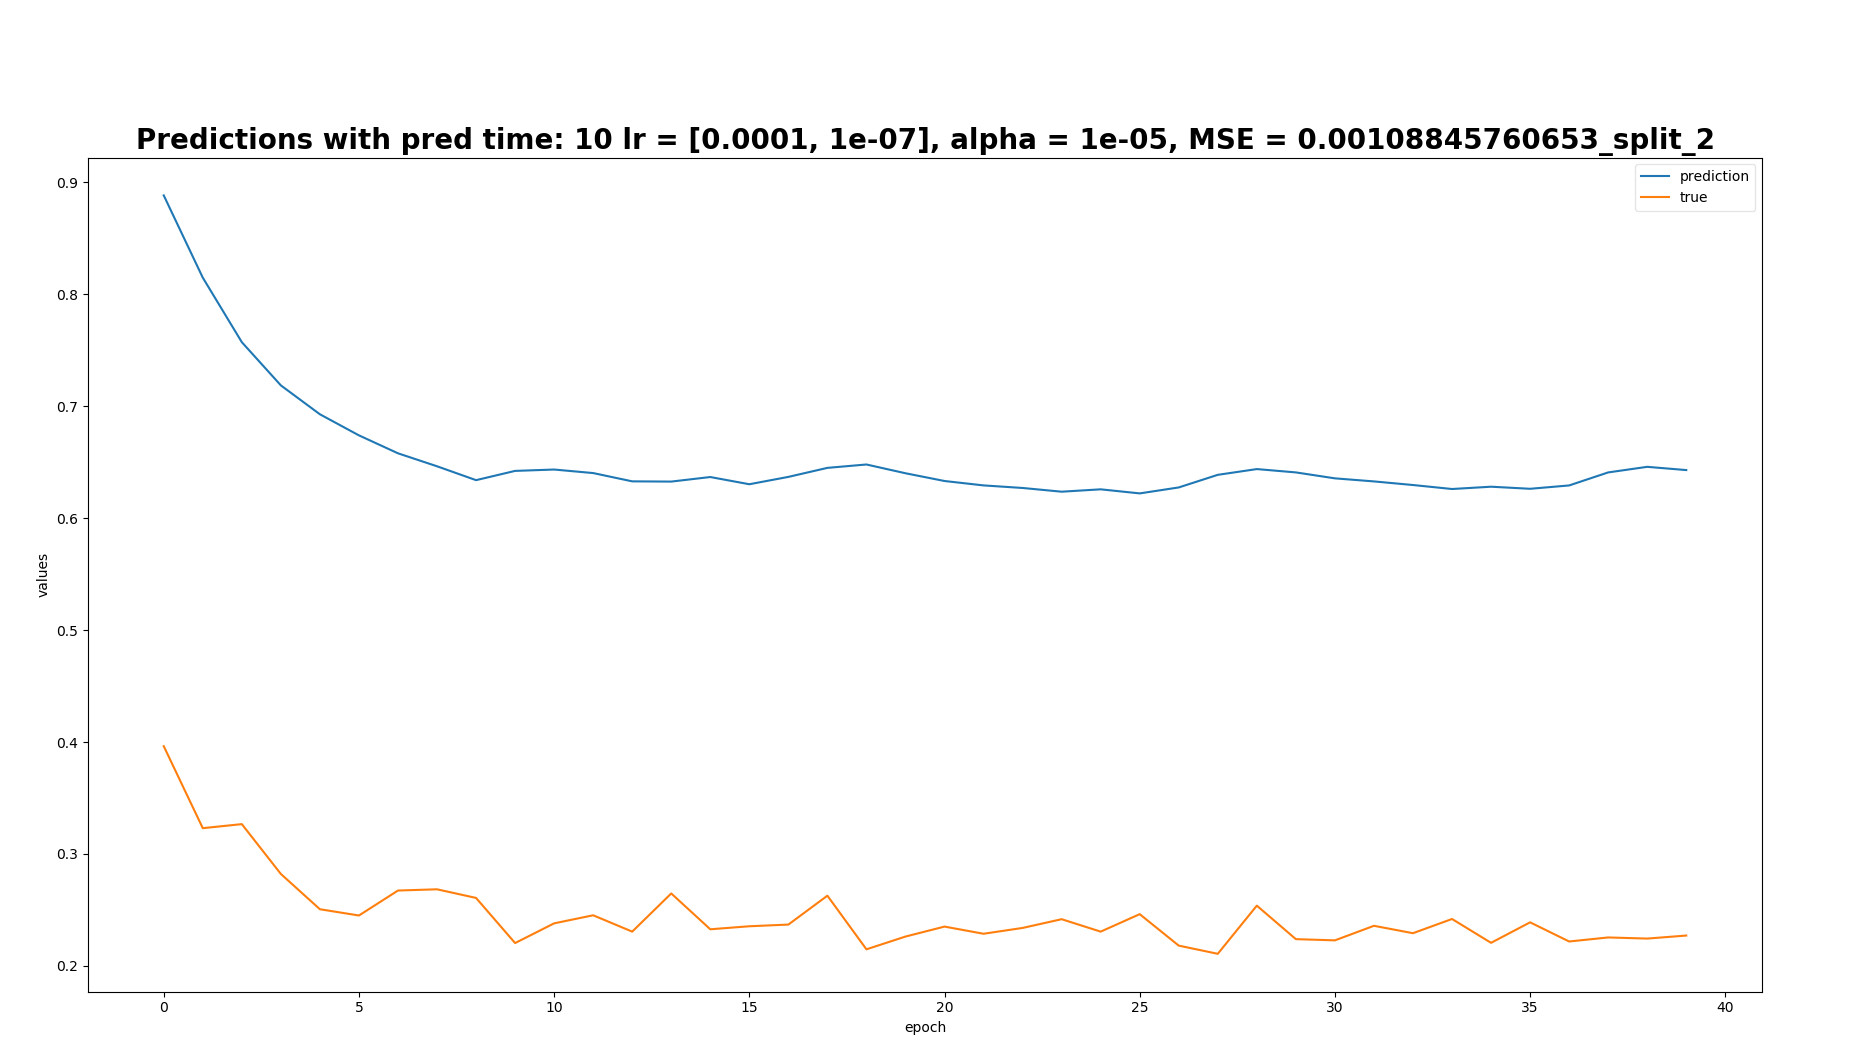 Predictions with pred time: 10 lr = [0.0001, 1e-07], alpha = 1e-05, MSE = 0.00108845760653_split_2
prediction
true
0.9
0.8
0.7
0.6
0.5
0.4
0.3
0.2
values
0 5 10 15 20 25 30 35 40
epoch